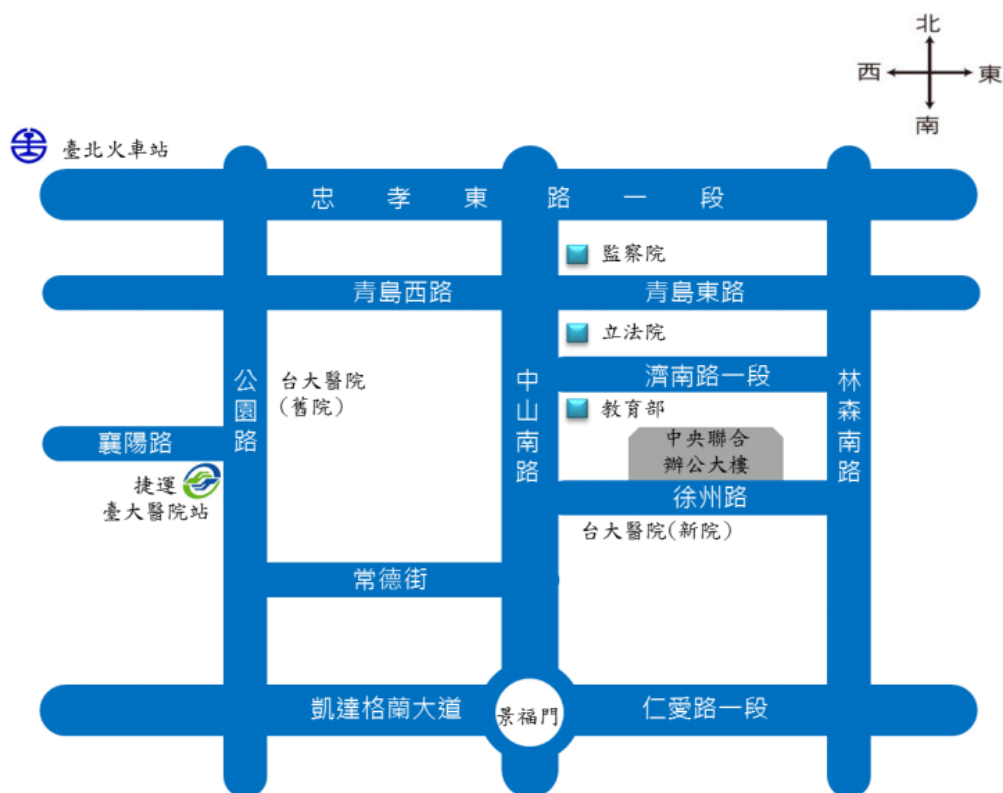 北
西 東
南
臺北火車站
忠孝東路一段
監察院
青島西路
青島東路
立法院
濟南路一段
公園路
台大醫院
(舊院)
中山南路
林森南路
教育部
襄陽路
中央聯合
辦公大樓
捷運
臺大醫院站
徐州路
台大醫院(新院)
常德街
凱達格蘭大道
景福門
仁愛路一段